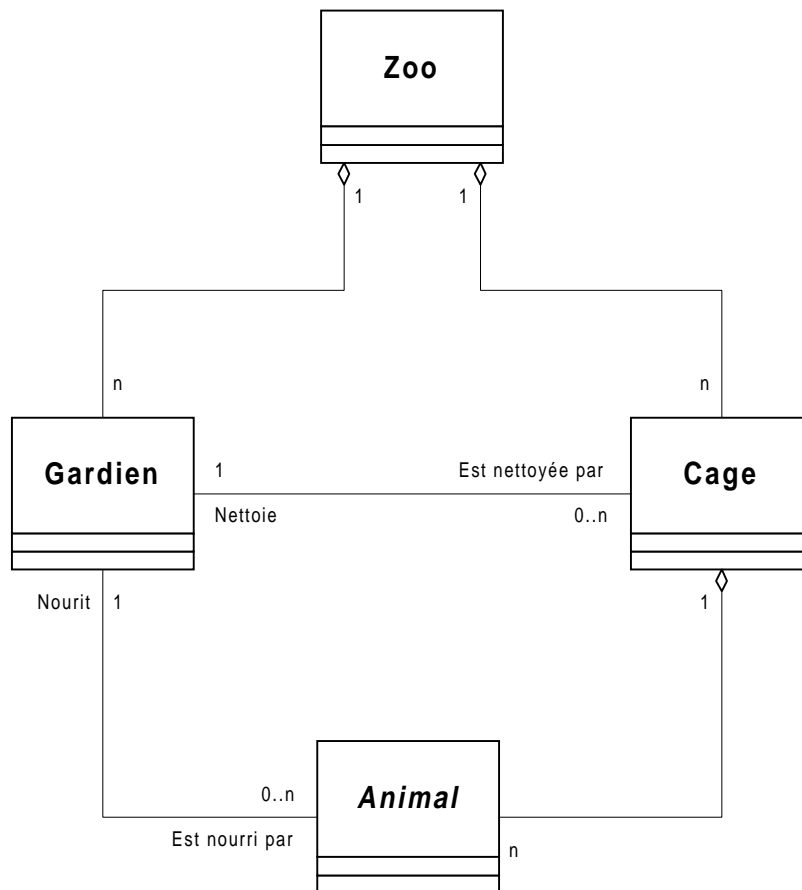 Zoo
1
1
n
n
Gardien
1
Est nettoyée par
Cage
Nettoie
0..n
Nourit
1
1
0..n
Animal
Est nourri par
n